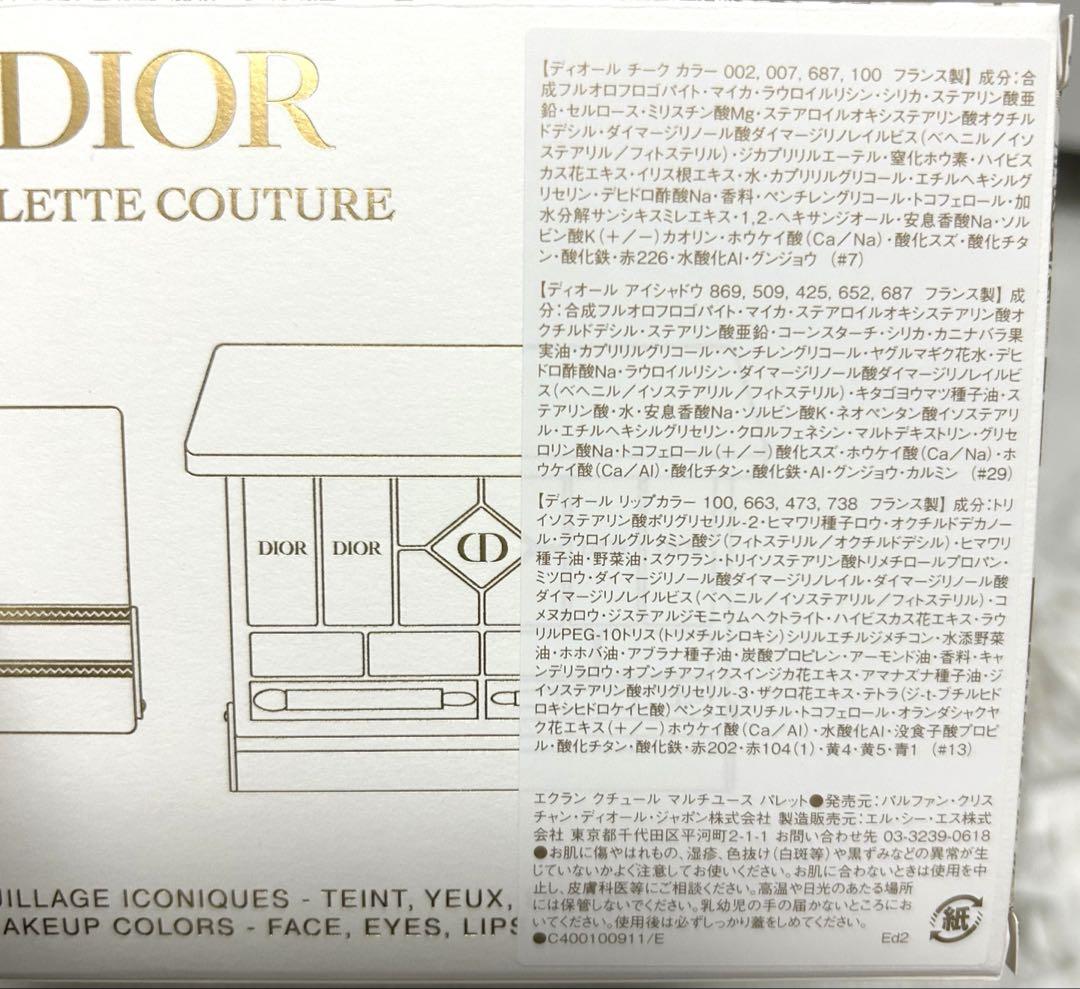 DIOR
LETTE COUTURE
DIOR
DIOR
CD
UILLAGE ICONIQUES - TEINT, YEUX,
AKEUP COLORS - FACE, EYES, LIPS
【ディオール チーク カラー 002, 007, 687, 100 フランス製】 成分:合
成フルオロフロゴパイト・マイカ・ラウロイルリシン・シリカ・ステアリン酸亜
鉛・セルロース・ミリスチン酸Mg・ステアロイルオキシステアリン酸オクチル
ドデシル・ダイマージリノール酸ダイマージリノレイルビス(ベヘニル/イソ
ステアリル/フィトステリル)・ジカプリリルエーテル・窒化ホウ素・ハイビス
カス花エキス・イリス根エキス・水・カプリリルグリコール・エチルヘキシルグ
リセリン・デヒドロ酢酸Na・香料・ペンチレングリコール・トコフェロール・加
水分解サンシキスミレエキス・1,2-ヘキサンジオール・安息香酸Na・ソル
ビン酸K(+/-)カオリン・ホウケイ酸(Ca/Na)・酸化スズ・酸化チタ
ン・酸化鉄・赤226・水酸化Al・グンジョウ (#7)
【ディオール アイシャドウ 869, 509, 425, 652, 687 フランス製】 成
分:合成フルオロフロゴパイト・マイカ・ステアロイルオキシステアリン酸オ
クチルドデシル・ステアリン酸亜鉛・コーンスターチ・シリカ・カニナバラ果
実油・カプリリルグリコール・ペンチレングリコール・ヤグルマギク花水・デヒ
ドロ酢酸Na・ラウロイルリシン・ダイマージリノール酸ダイマージリノレイルビ
ス(ベヘニル/イソステアリル/フィトステリル)・キタゴヨウマツ種子油・ス
テアリン酸・水・安息香酸Na・ソルビン酸K・ネオペンタン酸イソステアリ
ル・エチルヘキシルグリセリン・クロルフェネシン・マルトデキストリン・グリセ
ロリン酸Na・トコフェロール(+/-)酸化スズ・ホウケイ酸(Ca/Na)・ホ
ウケイ酸(Ca/Al)・酸化チタン・酸化鉄・Al・グンジョウ・カルミン (#29)
【ディオール リップカラー 100, 663, 473, 738 フランス製】 成分:トリ
イソステアリン酸ポリグリセリル-2・ヒマワリ種子ロウ・オクチルドデカノー
ル・ラウロイルグルタミン酸ジ(フィトステリル/オクチルドデシル)・ヒマワリ
種子油・野菜油・スクワラン・トリイソステアリン酸トリメチロールプロパン・
ミツロウ・ダイマージリノール酸ダイマージリノレイル・ダイマージリノール酸
ダイマージリノレイルビス(ベヘニル/イソステアリル/フィトステリル)・コ
メヌカロウ・ジステアルジモニウムヘクトライト・ハイビスカス花エキス・ラウ
リルPEG-10トリス(トリメチルシロキシ)シリルエチルジメチコン・水添野菜
油・ホホバ油・アブラナ種子油・炭酸プロピレン・アーモンド油・香料・キャ
ンデリラロウ・オプンチアフィクスインジカ花エキス・アマナズナ種子油・ジ
イソステアリン酸ポリグリセリル-3・ザクロ花エキス・テトラ(ジ-t-ブチルヒド
ロキシヒドロケイヒ酸)ペンタエリスリチル・トコフェロール・オランダシャクヤ
ク花エキス(+/-)ホウケイ酸(Ca/Al)・水酸化Al・没食子酸プロピ
ル・酸化チタン・酸化鉄・赤202・赤104(1)・黄4・黄5・青1 (#13)
エクラン クチュール マルチユース パレット●発売元:パルファン・クリス
チャン・ディオール・ジャポン株式会社 製造販売元:エル・シー・エス株式
会社 東京都千代田区平河町2-1-1 お問い合わせ先 03-3239-0618
●お肌に傷やはれもの、湿疹、色抜け(白斑等)や黒ずみなどの異常が生
じていないかよく注意してお使いください。お肌に合わないときは使用を中
止し、皮膚科医等にご相談ください。高温や日光のあたる場所
には保管しないでください。乳幼児の手の届かないところにお
いてください。使用後は必ずしっかり蓋をしめてください。
●C400100911/E Ed2
紙